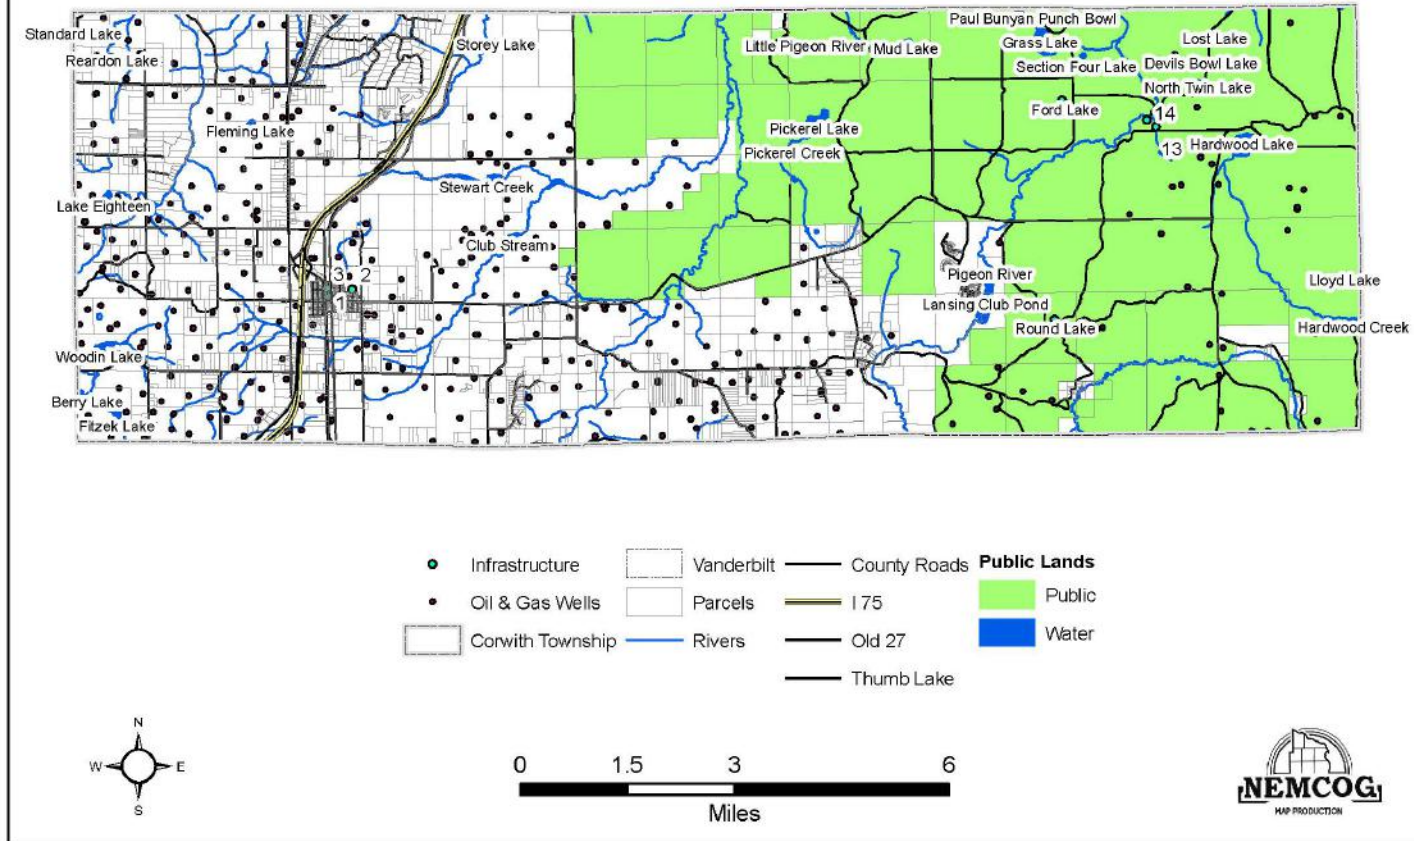 Paul Bunyan Punch Bowl
Standard Lake
Storey Lake
Little Pigeon River
Mud Lake
Grass Lake
Lost Lake
Reardon Lake
Section Four Lake
Devils Bowl Lake
North Twin Lake
Ford Lake
14
Fleming Lake
Pickerel Lake
Pickerel Creek
13
Hardwood Lake
Stewart Creek
Lake Eighteen
Club Stream
3
2
1
Pigeon River
Lloyd Lake
Lansing Club Pond
Round Lake
Hardwood Creek
Woodin Lake
Berry Lake
Fitzek Lake
Infrastructure
Vanderbilt
County Roads
Public Lands
Oil & Gas Wells
Parcels
I 75
Public
Corwith Township
Rivers
Old 27
Water
Thumb Lake
N
W
E
S
0 1.5 3 6
Miles
NEMCOG
MAP PRODUCTION